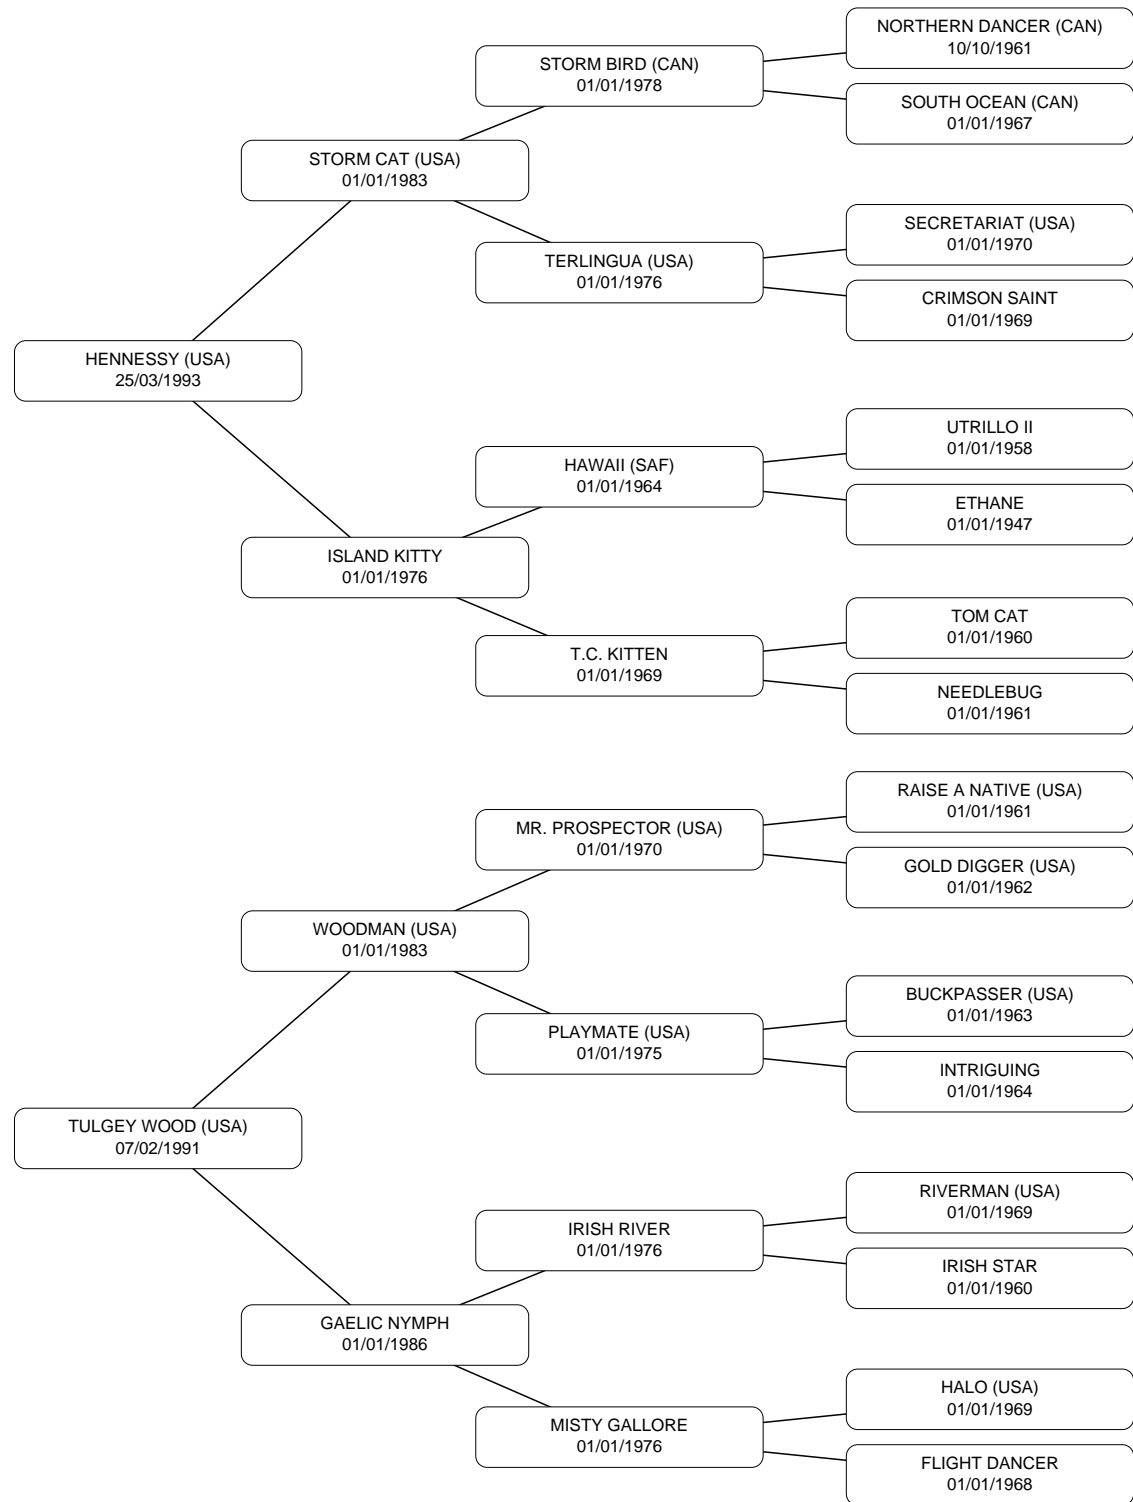 NORTHERN DANCER (CAN)
10/10/1961
STORM BIRD (CAN)
01/01/1978
SOUTH OCEAN (CAN)
01/01/1967
STORM CAT (USA)
01/01/1983
SECRETARIAT (USA)
01/01/1970
TERLINGUA (USA)
01/01/1976
CRIMSON SAINT
01/01/1969
HENNESSY (USA)
25/03/1993
UTRILLO II
01/01/1958
HAWAII (SAF)
01/01/1964
ETHANE
01/01/1947
ISLAND KITTY
01/01/1976
TOM CAT
01/01/1960
T.C. KITTEN
01/01/1969
NEEDLEBUG
01/01/1961
RAISE A NATIVE (USA)
01/01/1961
MR. PROSPECTOR (USA)
01/01/1970
GOLD DIGGER (USA)
01/01/1962
WOODMAN (USA)
01/01/1983
BUCKPASSER (USA)
01/01/1963
PLAYMATE (USA)
01/01/1975
INTRIGUING
01/01/1964
TULGEY WOOD (USA)
07/02/1991
RIVERMAN (USA)
01/01/1969
IRISH RIVER
01/01/1976
IRISH STAR
01/01/1960
GAELIC NYMPH
01/01/1986
HALO (USA)
01/01/1969
MISTY GALLORE
01/01/1976
FLIGHT DANCER
01/01/1968